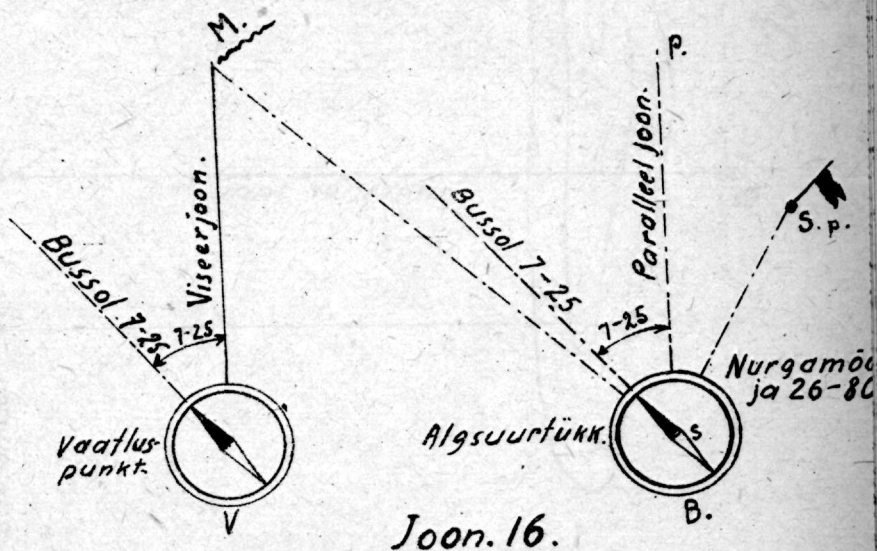 M.
P.
Viseerjoon.
Bussol 7-25
7-25
Bussol 7-25
7-25
Paralleel joon.
S. p.
Vaatlus-
punkt.
V
Algsuurtükk.
S
B.
ja 26-80
Joon. 16.